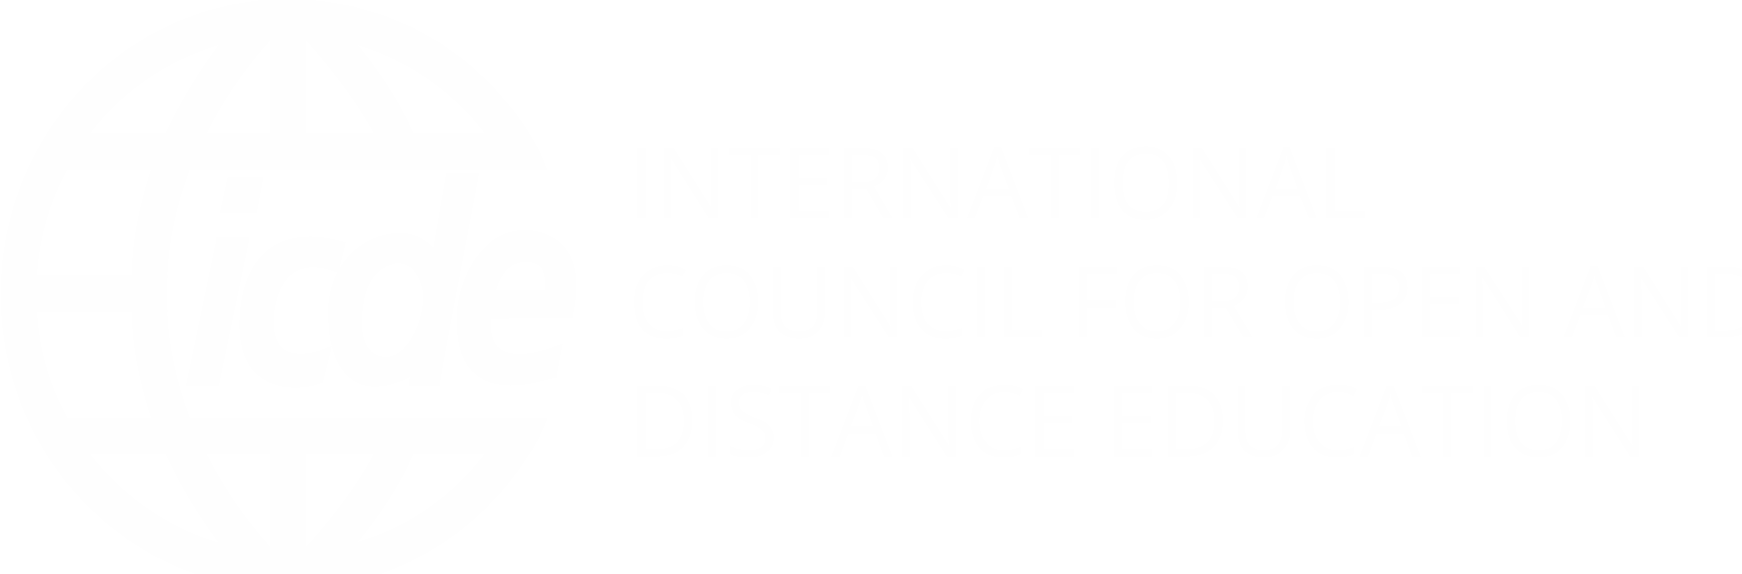 icde
INTERNATIONAL
COUNCIL FOR OPEN AND
DISTANCE EDUCATION